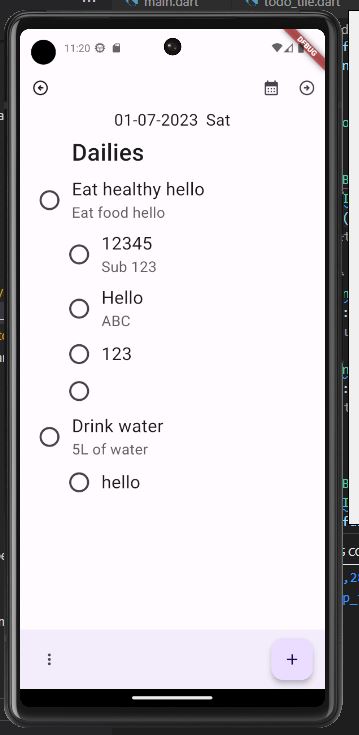 main.dart
todo_tile.dart
11:20
DEBUG
01-07-2023 Sat
Dailies
Eat healthy hello
Eat food hello
12345
Sub 123
Hello
ABC
123
Drink water
5L of water
hello
+